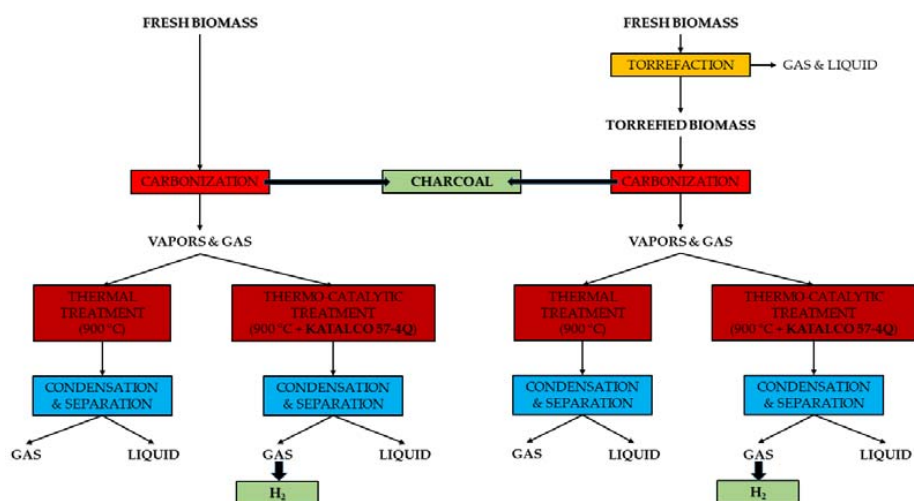 FRESH BIOMASS
FRESH BIOMASS
TORREFACTION
GAS & LIQUID
TORREFIED BIOMASS
CARBONIZATION
CHARCOAL
CARBONIZATION
VAPORS & GAS
VAPORS & GAS
THERMAL
TREATMENT
(900 °C)
THERMO-CATALYTIC
TREATMENT
(900 °C + KATALCO 57-4Q)
THERMAL
TREATMENT
(900 °C)
THERMO-CATALYTIC
TREATMENT
(900 °C + KATALCO 57-4Q)
CONDENSATION
& SEPARATION
CONDENSATION
& SEPARATION
CONDENSATION
& SEPARATION
CONDENSATION
& SEPARATION
GAS
LIQUID
GAS
LIQUID
GAS
LIQUID
GAS
LIQUID
H₂
H₂